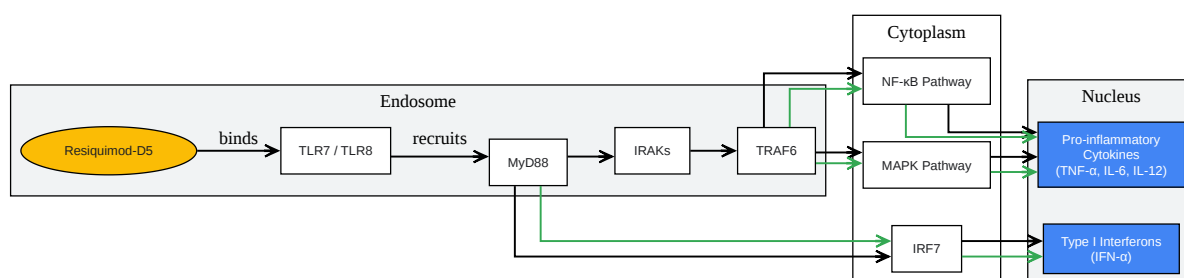 Cytoplasm
NF-κB Pathway
Endosome
Nucleus
Resiquimod-D5
binds
TLR7 / TLR8
recruits
MyD88
IRAKs
TRAF6
MAPK Pathway
Pro-inflammatory
Cytokines
(TNF-α, IL-6, IL-12)
IRF7
Type I Interferons
(IFN-α)